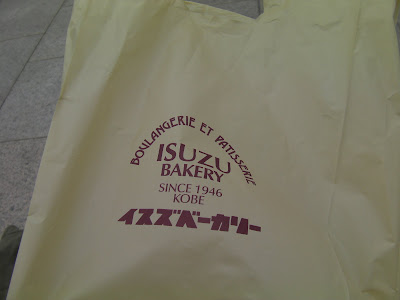 BOULANGERIE ET PATISSERIE
ISUZU
BAKERY
SINCE 1946
KOBE
イスズベーカリー